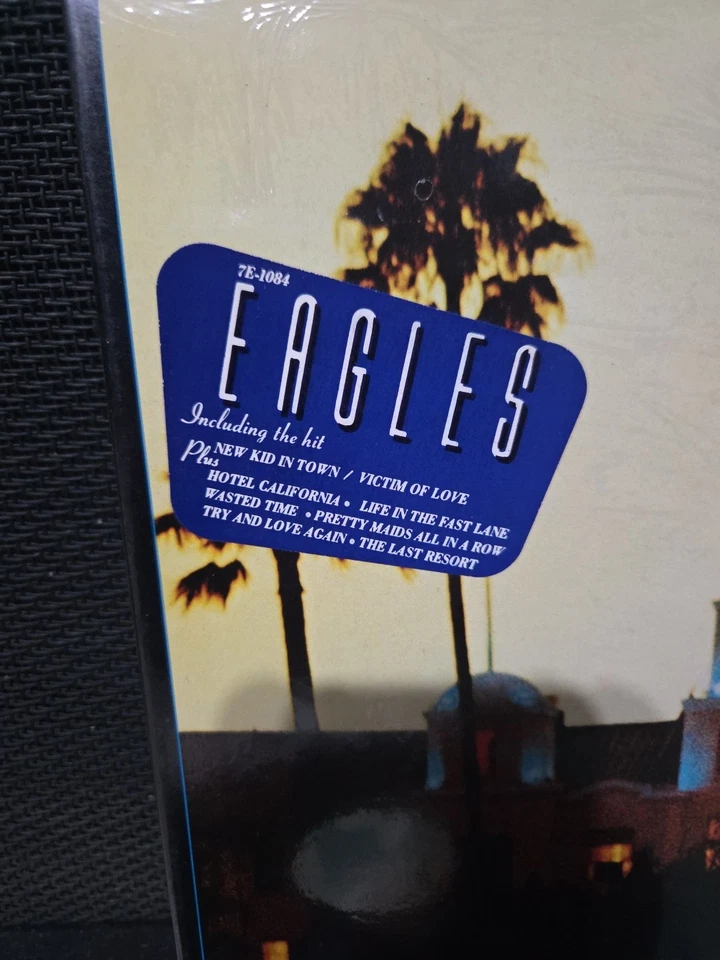 7E-1084
EAGLES
Including the hit
NEW KID IN TOWN / VICTIM OF LOVE
Plus
HOTEL CALIFORNIA • LIFE IN THE FAST LANE
WASTED TIME • PRETTY MAIDS ALL IN A ROW
TRY AND LOVE AGAIN • THE LAST RESORT